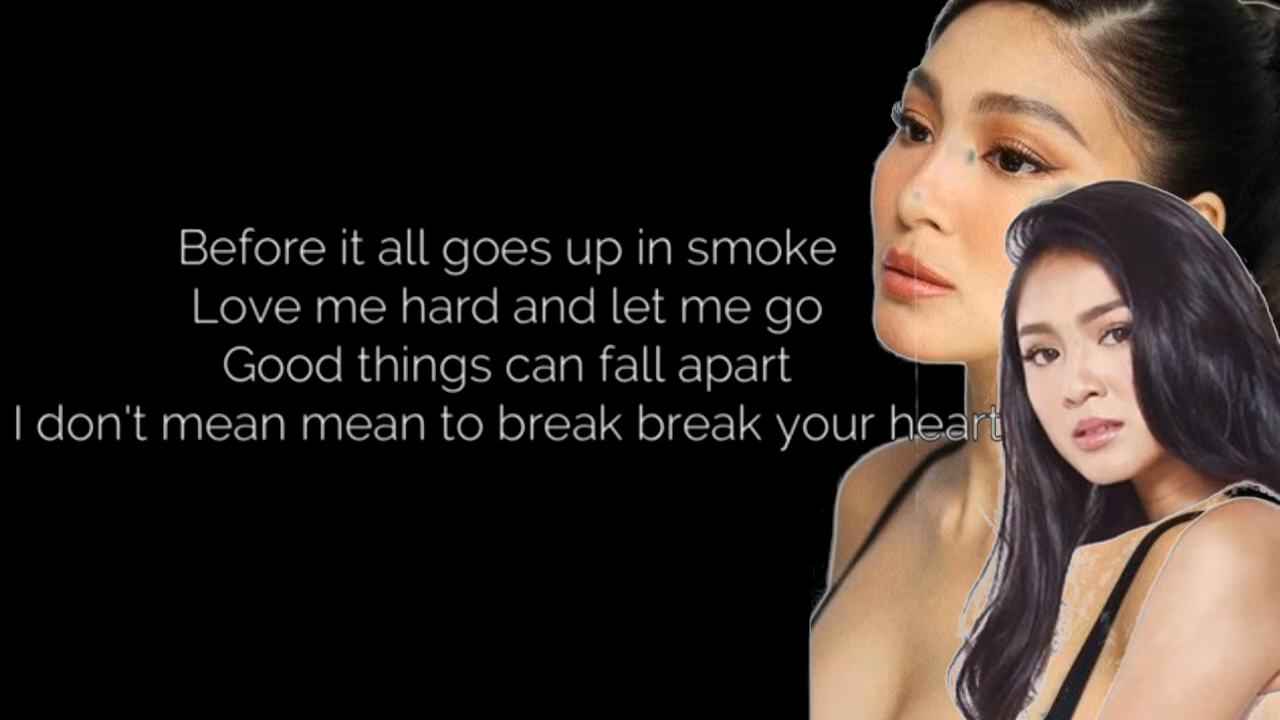 Before it all goes up in smoke
Love me hard and let me go
Good things can fall apart
I don't mean mean to break break your heart